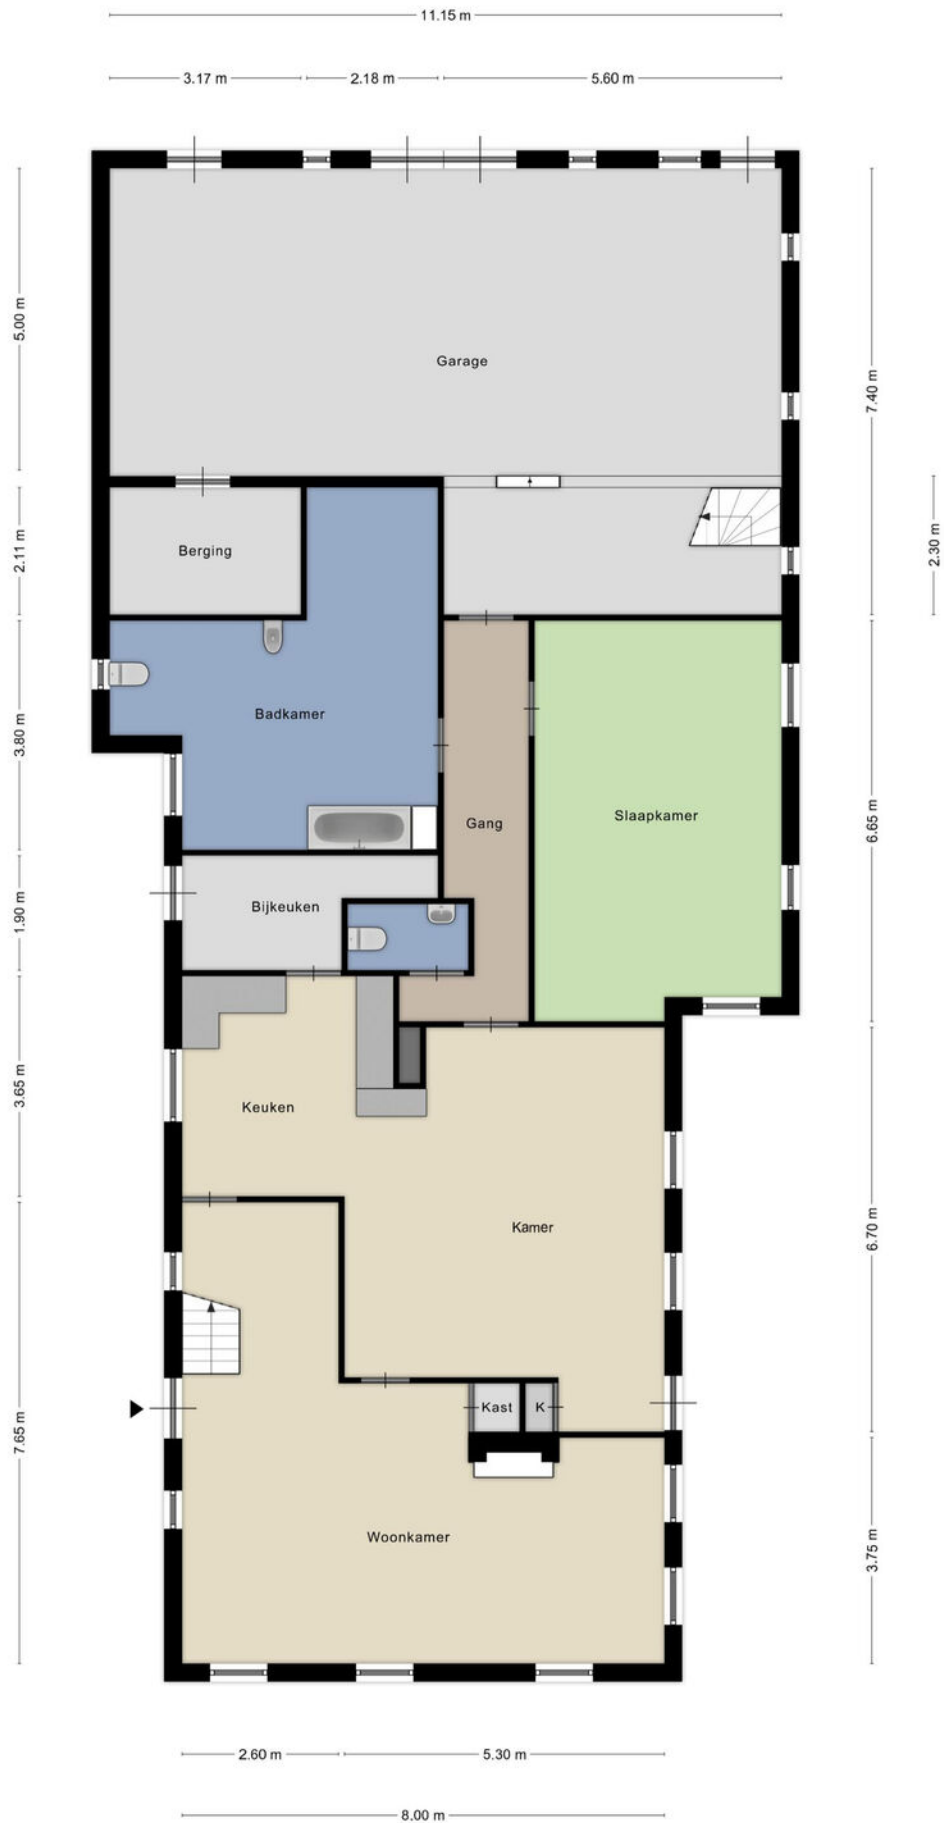 11.15 m
3.17 m
2.18 m
5.60 m
5.00 m
Garage
7.40 m
2.11 m
Berging
2.30 m
3.80 m
Badkamer
Gang
Slaapkamer
6.65 m
1.90 m
Bijkeuken
3.65 m
Keuken
Kamer
6.70 m
7.65 m
Kast
K
Woonkamer
3.75 m
2.60 m
5.30 m
8.00 m